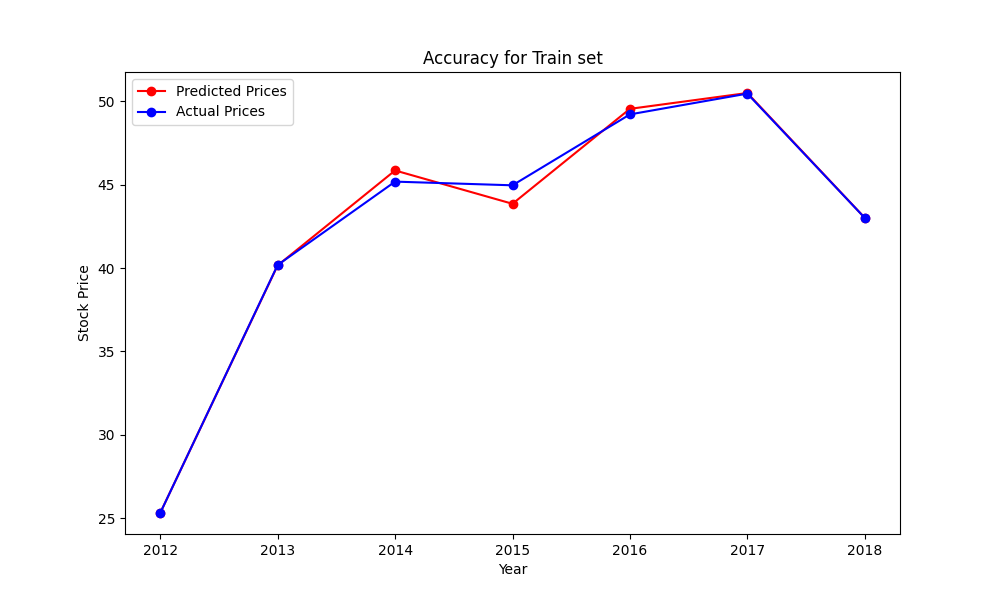 Accuracy for Train set
Predicted Prices
Actual Prices
50
45
40
35
30
25
Stock Price
2012 2013 2014 2015 2016 2017 2018
Year